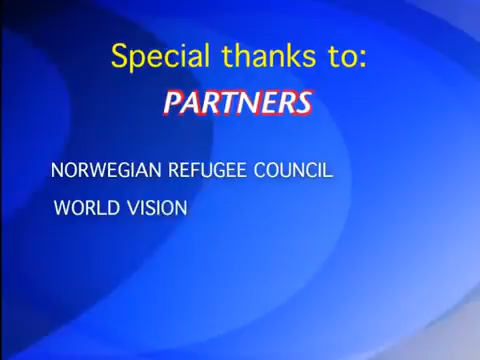 Special thanks to:
PARTNERS
NORWEGIAN REFUGEE COUNCIL
WORLD VISION